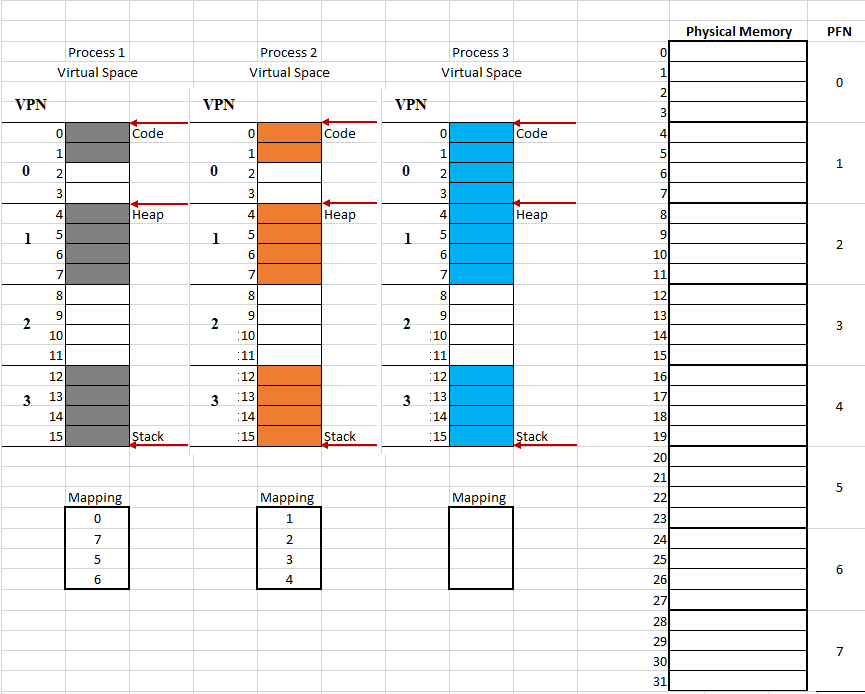 Physical Memory PFN
Process 1 Process 2 Process 3 0
Virtual Space Virtual Space Virtual Space 1
0
2
VPN VPN VPN
3
0 Code 0 Code 0 Code 4
1 1 1 5
1
0 2 0 2 0 2 6
3 3 3 7
4 Heap 4 Heap 4 Heap 8
1 5 1 5 1 5 9
2
6 6 6 10
7 7 7 11
8 8 8 12
9 9 9 13
2 2 2 3
10 :10 :10 14
11 :11 :11 15
12 :12 :12 16
3 13 3 :13 3 :13 17
4
14 :14 :14 18
15 Stack :15 Stack :15 Stack 19
20
21
5
Mapping Mapping Mapping 22
0 1 23
7 2 24
5 3 25
6
6 4 26
27
28
29
7
30
31